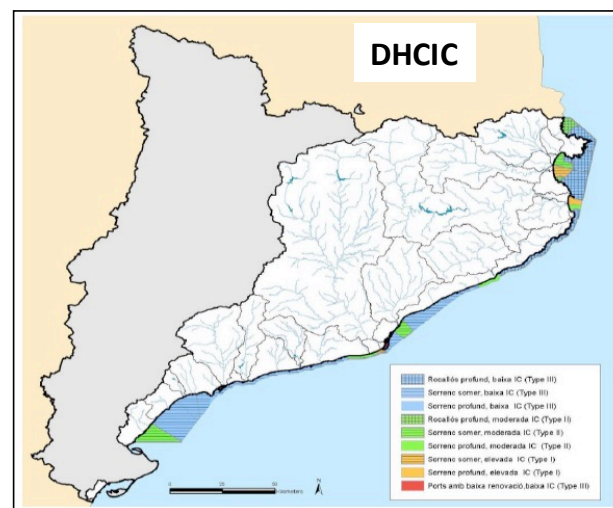 DHCIC
Rocallós profund, baixa IC (Type III)
Sorrenc somer, baixa IC (Type III)
Sorrenc profund, baixa IC (Type III)
Rocallós profund, moderada IC (Type II)
Sorrenc somer, moderada IC (Type II)
Sorrenc profund, moderada IC (Type II)
Sorrenc somer, elevada IC (Type I)
Sorrenc profund, elevada IC (Type I)
Ports amb baixa renovació, baixa IC (Type III)